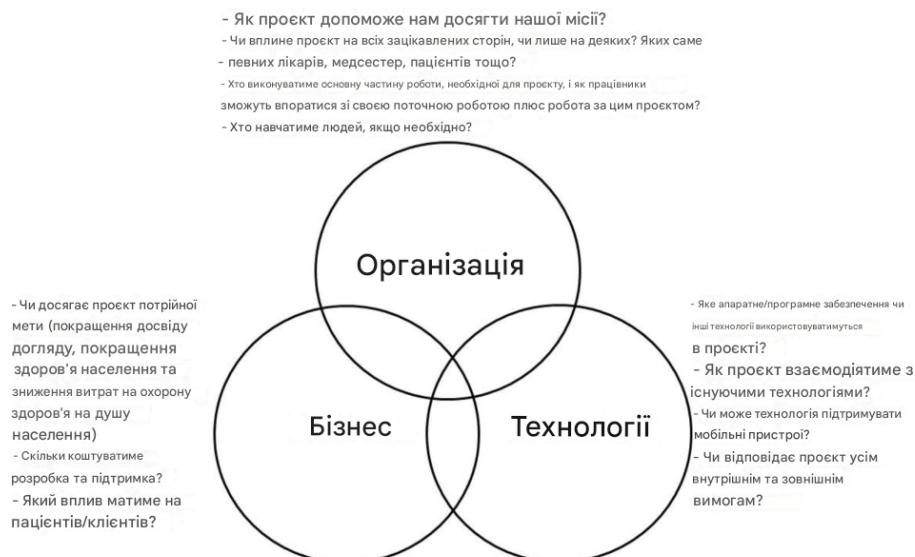 - Як проєкт допоможе нам досягти нашої місії?
- Чи вплине проєкт на всіх зацікавлених сторін, чи лише на деяких? Яких саме
- певних лікарів, медсестер, пацієнтів тощо?
- Хто виконуватиме основну частину роботи, необхідної для проєкту, і як працівники
зможуть впоратися зі своєю поточною роботою плюс робота за цим проєктом?
- Хто навчатиме людей, якщо необхідно?
Організація
- Чи досягає проєкт потрійної
мети (покращення досвіду
догляду, покращення
здоров'я населення та
зниження витрат на охорону
здоров'я на душу
населення)
- Скільки коштуватиме
розробка та підтримка?
- Який вплив матиме на
пацієнтів/клієнтів?
Бізнес
Технології
- Яке апаратне/програмне забезпечення чи
інші технології використовуватимуться
в проєкті?
- Як проєкт взаємодіятиме з
існуючими технологіями?
- Чи може технологія підтримувати
мобільні пристрої?
- Чи відповідає проєкт усім
внутрішнім та зовнішнім
вимогам?